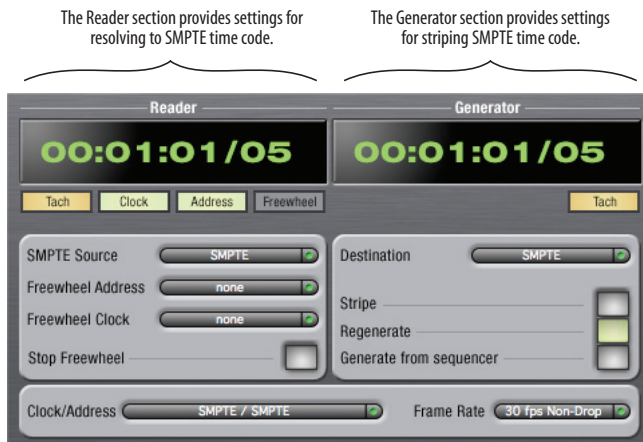 The Reader section provides settings for
resolving to SMPTE time code.
The Generator section provides settings
for striping SMPTE time code.
Reader
00:01:01/05
Tach Clock Address Freewheel
SMPTE Source SMPTE
Freewheel Address none
Freewheel Clock none
Stop Freewheel
Generator
00:01:01/05
Tach
Destination SMPTE
Stripe
Regenerate
Generate from sequencer
Clock/Address SMPTE / SMPTE Frame Rate 30 fps Non-Drop